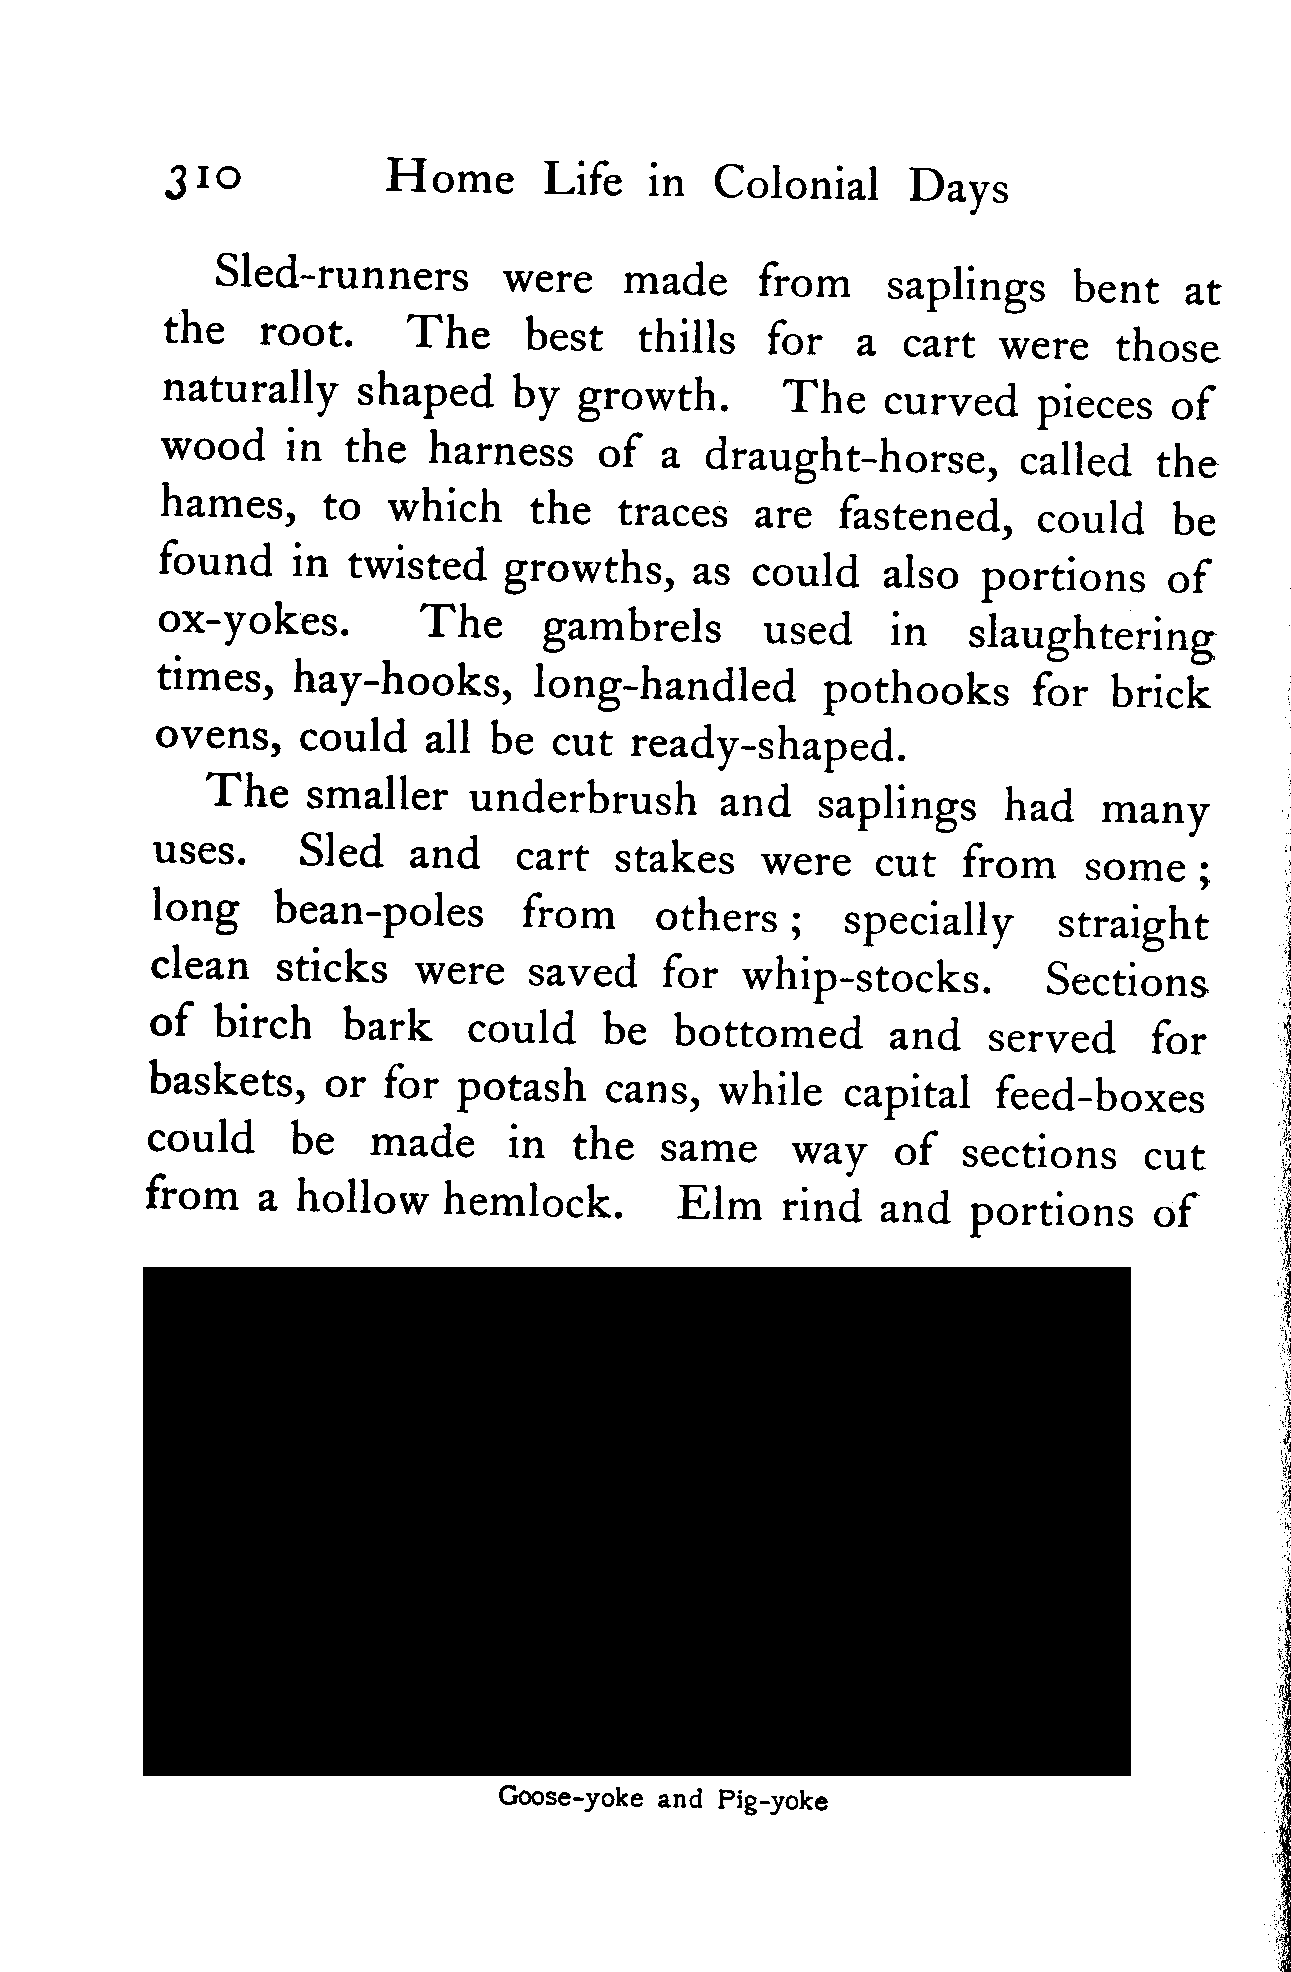 310 Home Life in Colonial Days
Sled-runners were made from saplings bent at
the root. The best thills for a cart were those
naturally shaped by growth. The curved pieces of
wood in the harness of a draught-horse, called the
hames, to which the traces are fastened, could be
found in twisted growths, as could also portions of
ox-yokes. The gambrels used in slaughtering
times, hay-hooks, long-handled pothooks for brick
ovens, could all be cut ready-shaped.
The smaller underbrush and saplings had many
uses. Sled and cart stakes were cut from some ;
long bean-poles from others ; specially straight
clean sticks were saved for whip-stocks. Sections
of birch bark could be bottomed and served for
baskets, or for potash cans, while capital feed-boxes
could be made in the same way of sections cut
from a hollow hemlock. Elm rind and portions of
Goose-yoke and Pig-yoke